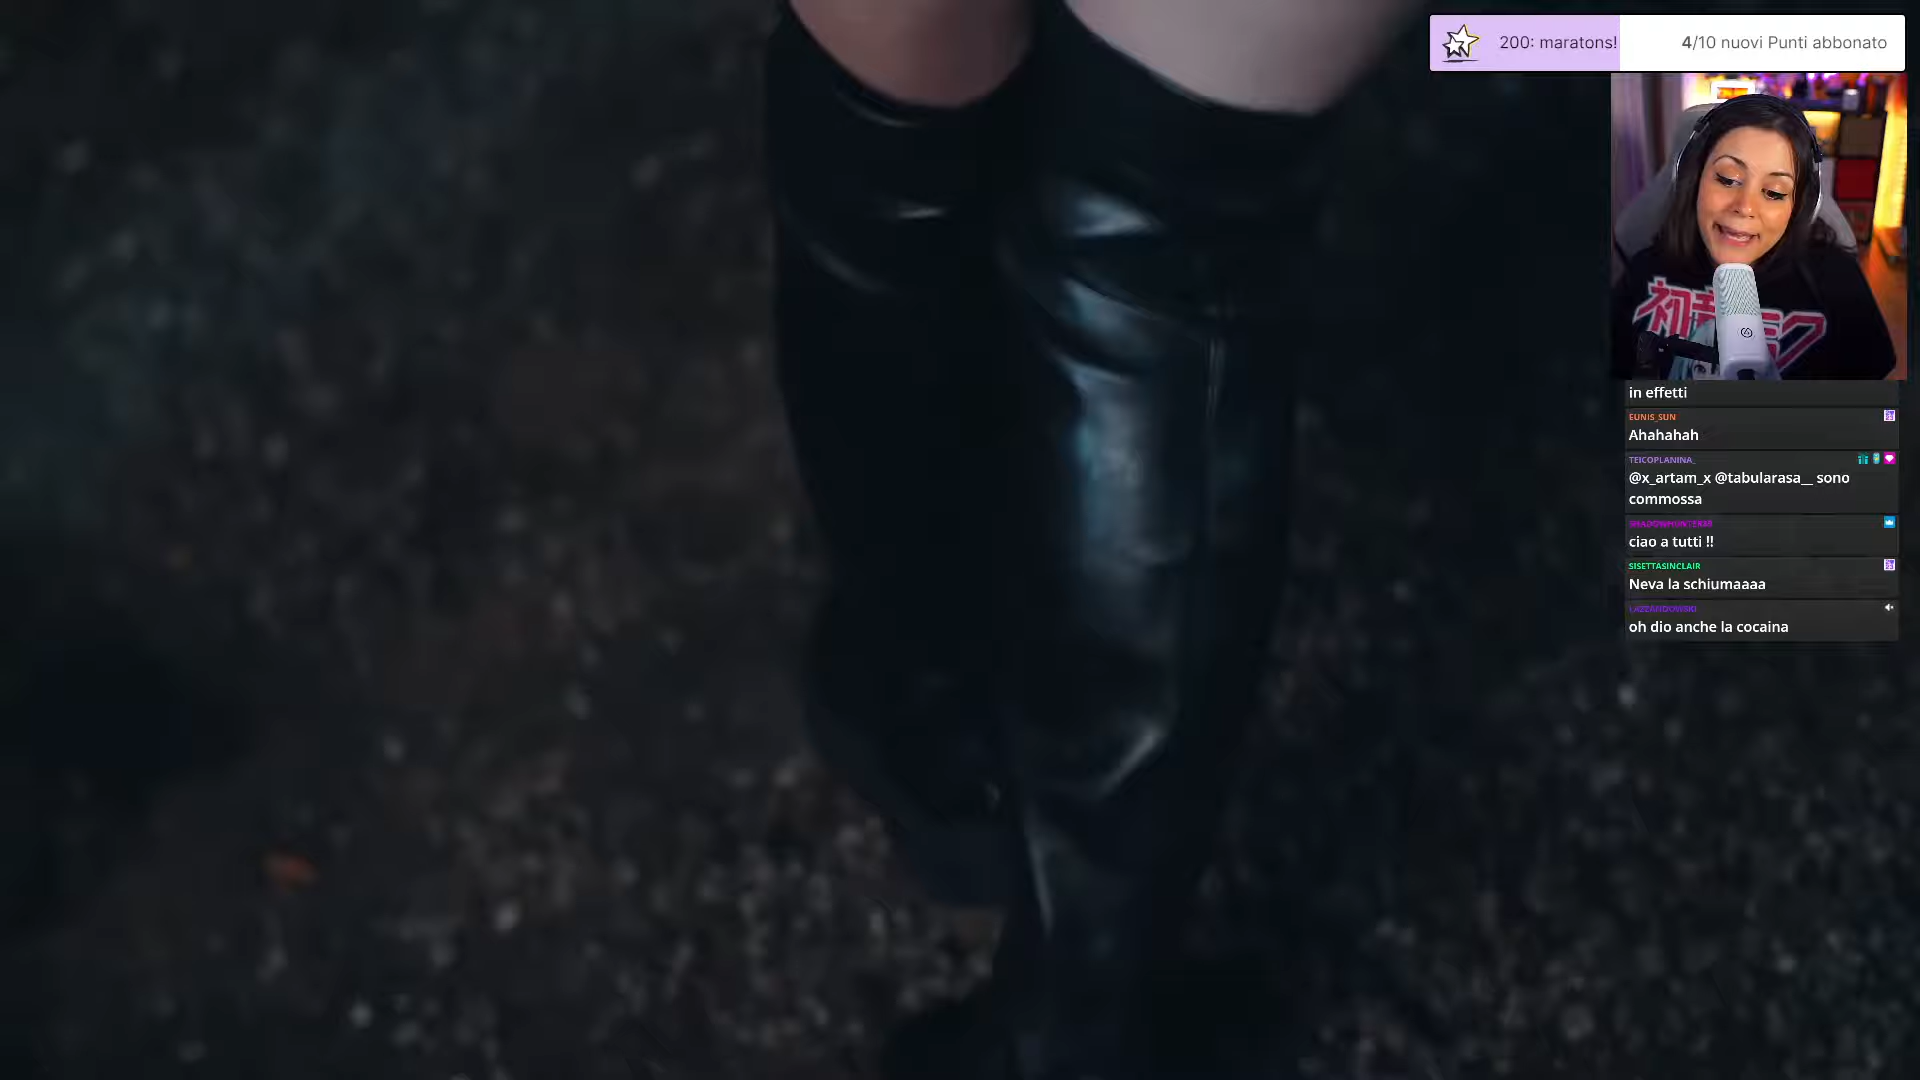 200: maratons!
4/10 nuovi Punti abbonato
in effetti
EUNIS_SUN
Ahahahah
TEICOPLANINA_
@x_artam_x @tabularasa__ sono
commossa
ciao a tutti !!
SISETTASINCLAIR
Neva la schiumaaaa
LAZEANDOWSKI
oh dio anche la cocaina